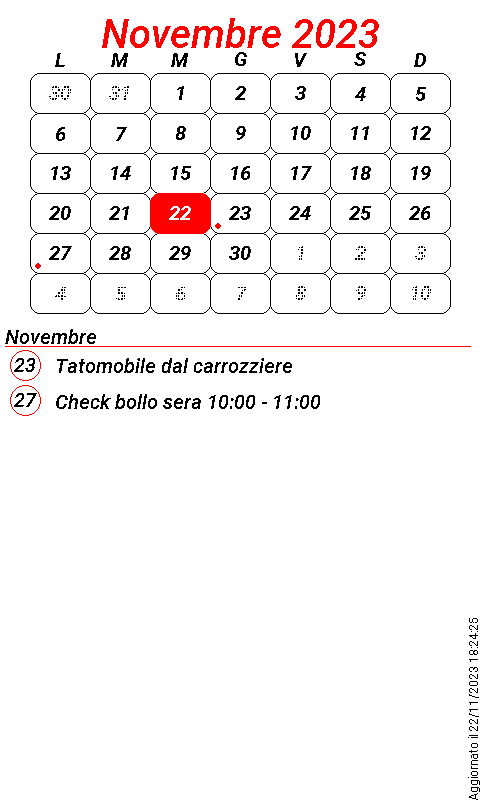 Novembre 2023
L M M G V S D
30 31 1 2 3 4 5
6 7 8 9 10 11 12
13 14 15 16 17 18 19
20 21 22 23 24 25 26
27 28 29 30 1 2 3
4 5 6 7 8 9 10
Novembre
23 Tatomobile dal carrozziere
27 Check bollo sera 10:00 - 11:00
Aggiornato il 22/11/2023 18:24:25